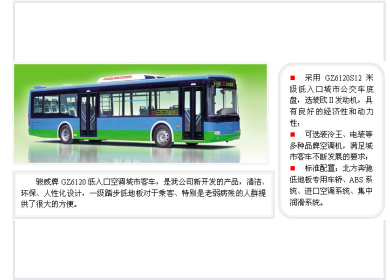 ■ 采用 GZ6120S12 米
级低入口城市公交车底
盘，选装欧Ⅱ发动机，具
有良好的经济性和动力
性；
■ 可选装冷王、电装等
多种品牌空调机，满足城
市客车不断发展的要求；
■ 标准配置：北方奔驰
低地板专用车桥、ABS 系
统、进口空调系统、集中
润滑系统。
骏威牌 GZ6120 低入口空调城市客车，是我公司新开发的产品，清洁、
环保、人性化设计，一级踏步低地板对于乘客、特别是老弱病残的人群提
供了很大的方便。